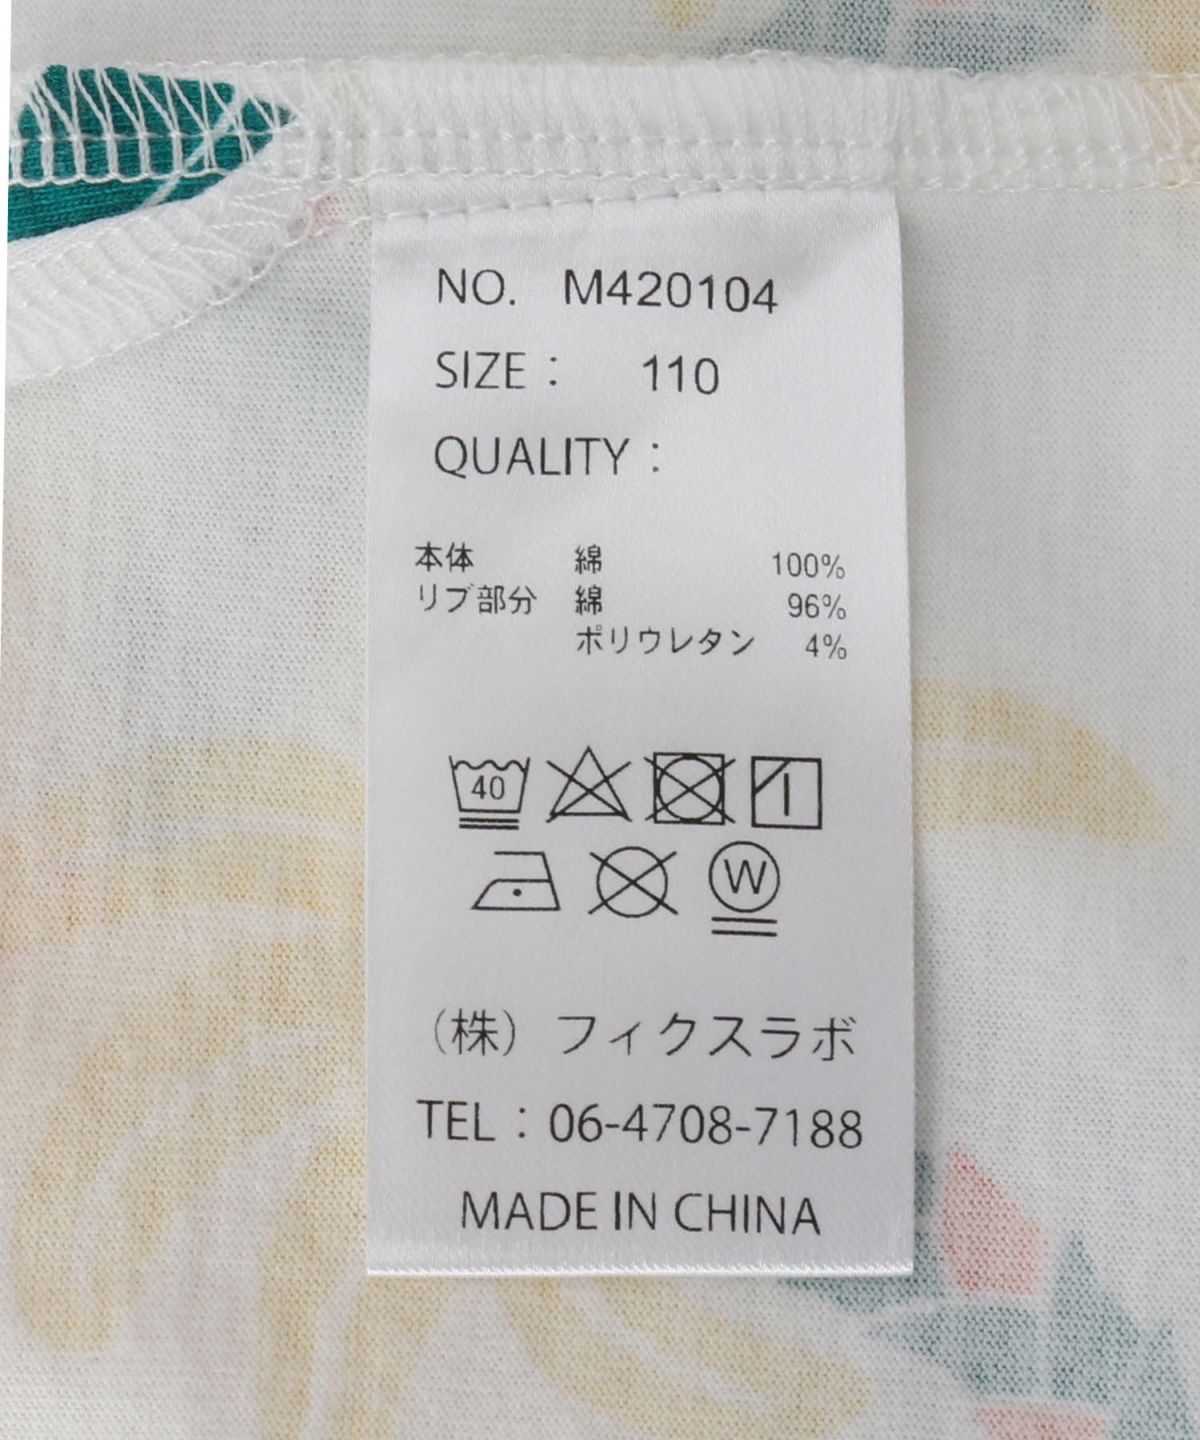 NO. M420104
SIZE： 110
QUALITY：
本体 綿 100%
リブ部分 綿 96%
ポリウレタン 4%
40
W
（株）フィクスラボ
TEL：06-4708-7188
MADE IN CHINA